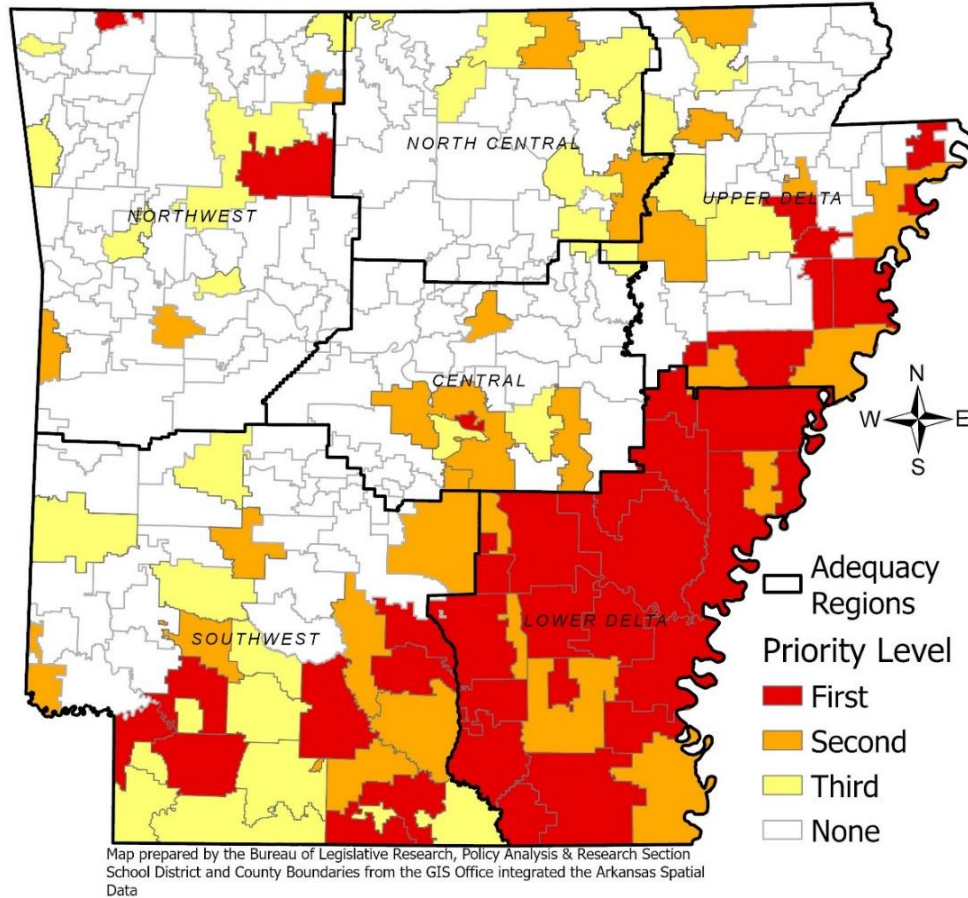 NORTH CENTRAL
NORTHWEST
UPPER DELTA
CENTRAL
N
W E
S
Adequacy
Regions
LOWER DELTA
SOUTHWEST
Priority Level
First
Second
Third
None
Map prepared by the Bureau of Legislative Research, Policy Analysis & Research Section
School District and County Boundaries from the GIS Office integrated the Arkansas Spatial
Data